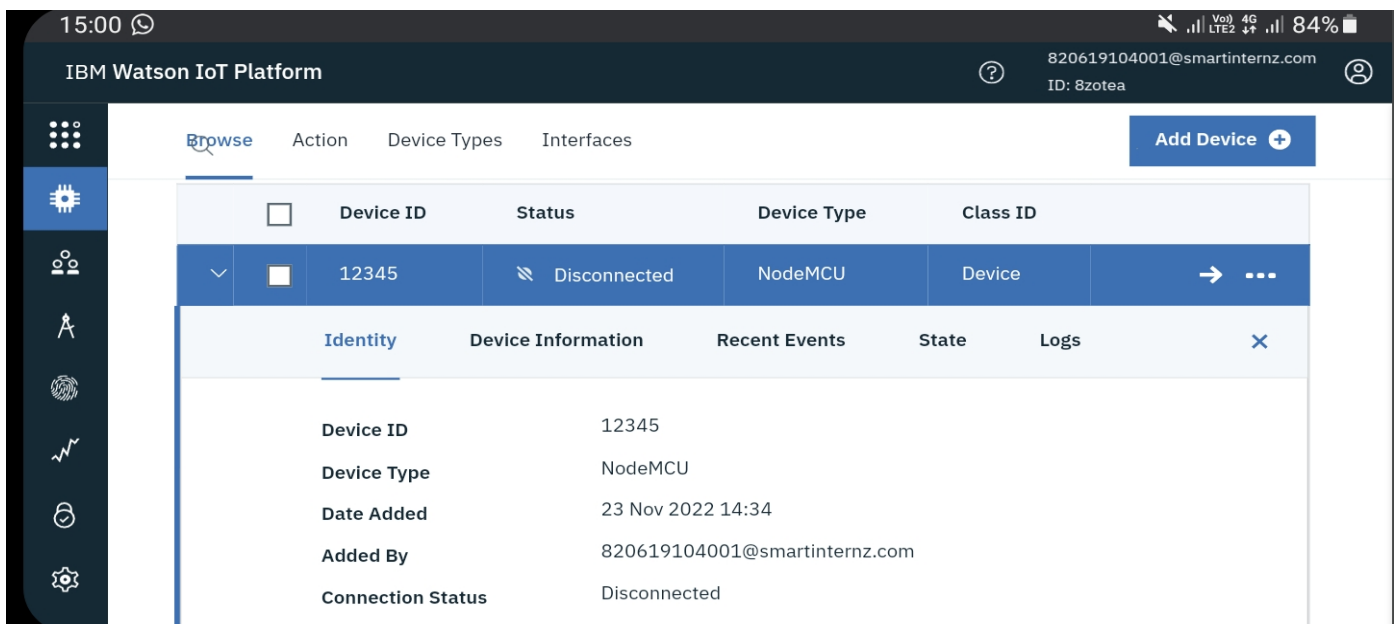 15:00 Vo)) LTE2 4G 84%
IBM Watson IoT Platform 820619104001@smartinternz.com
ID: 8zotea
Browse Action Device Types Interfaces Add Device
Device ID Status Device Type Class ID
12345 Disconnected NodeMCU Device
Identity Device Information Recent Events State Logs
Device ID 12345
Device Type NodeMCU
Date Added 23 Nov 2022 14:34
Added By 820619104001@smartinternz.com
Connection Status Disconnected